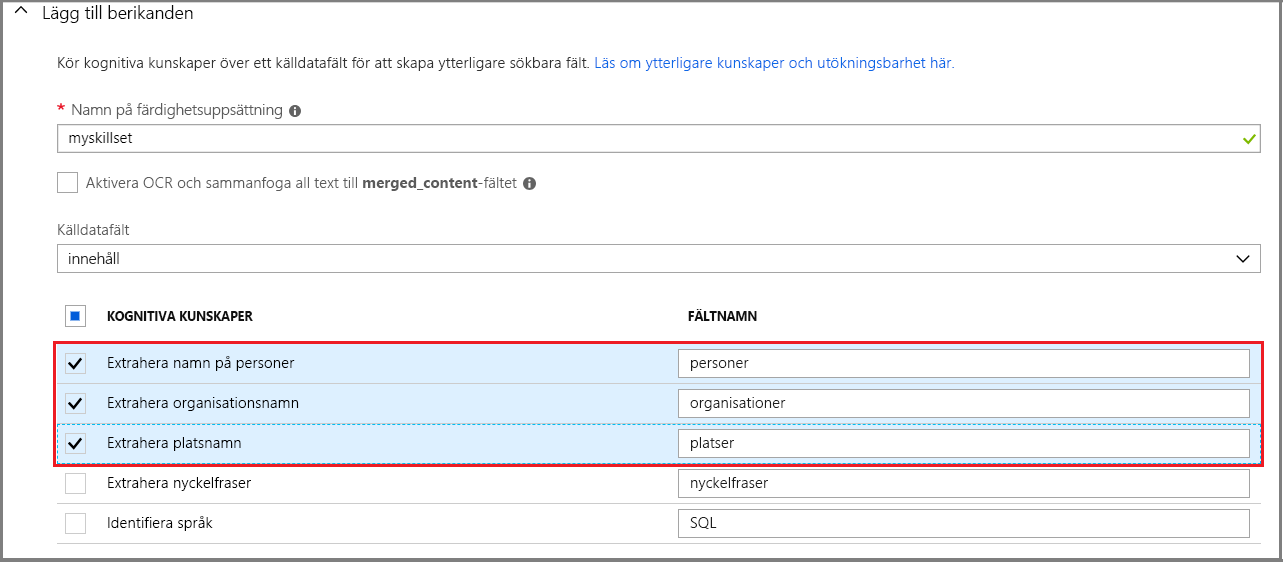 Lägg till berikanden
Kör kognitiva kunskaper över ett källdatafält för att skapa ytterligare sökbara fält. Läs om ytterligare kunskaper och utökningsbarhet här.
* Namn på färdighetsuppsättning
myskillset
Aktivera OCR och sammanfoga all text till merged_content-fältet
Källdatafält
innehåll
KOGNITIVA KUNSKAPER FÄLTNAMN
Extrahera namn på personer personer
Extrahera organisationsnamn organisationer
Extrahera platsnamn platser
Extrahera nyckelfraser nyckelfraser
Identifiera språk SQL